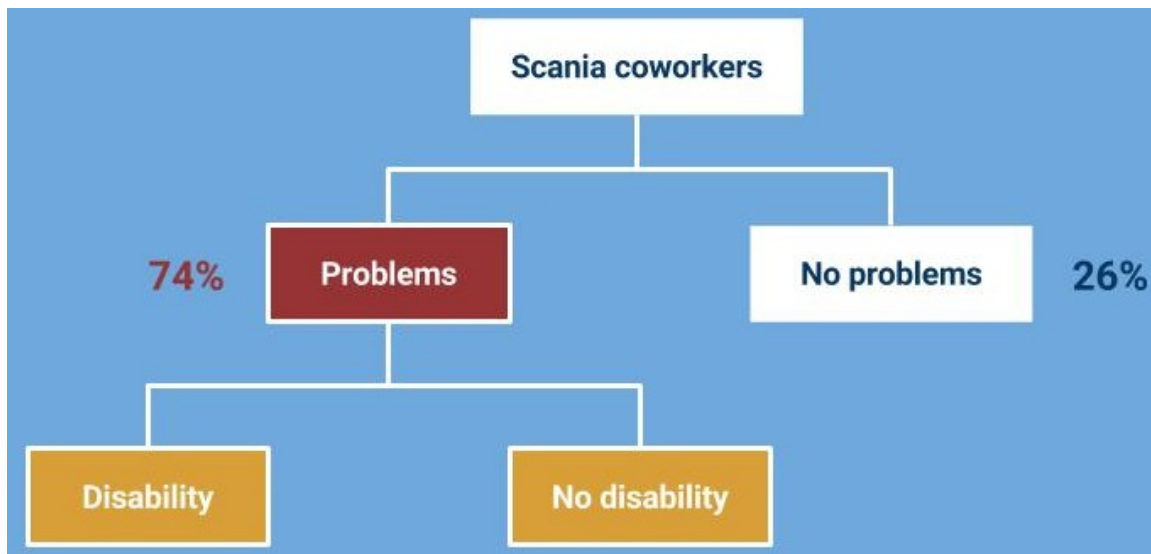 Scania coworkers
74%
Problems
No problems
26%
Disability
No disability